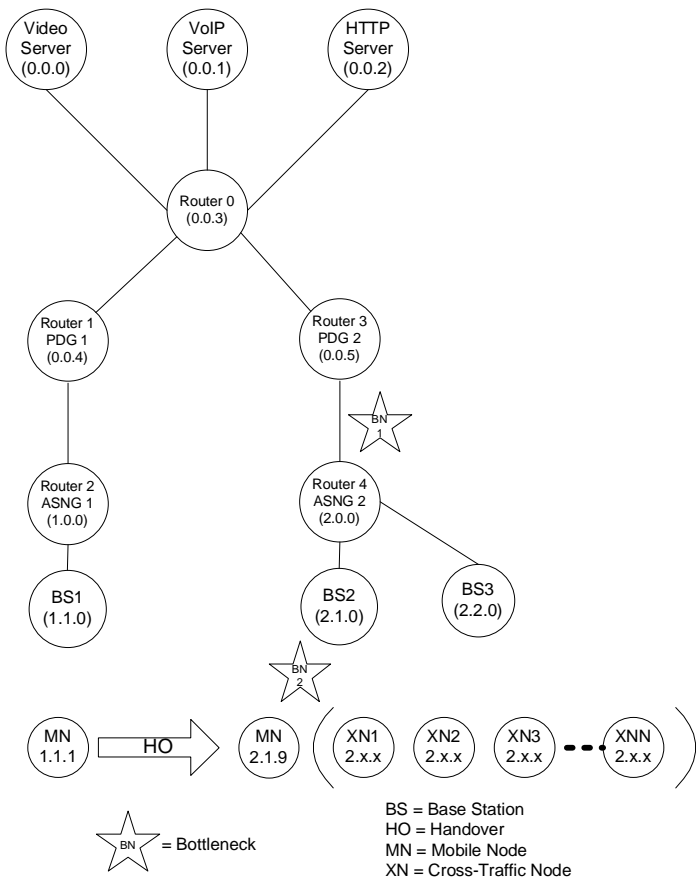 Video
Server
(0.0.0)
VoIP
Server
(0.0.1)
HTTP
Server
(0.0.2)
Router 0
(0.0.3)
Router 1
PDG 1
(0.0.4)
Router 3
PDG 2
(0.0.5)
BN
1
Router 2
ASNG 1
(1.0.0)
Router 4
ASNG 2
(2.0.0)
BS1
(1.1.0)
BS2
(2.1.0)
BS3
(2.2.0)
BN
2
MN
1.1.1
HO
MN
2.1.9
XN1
2.x.x
XN2
2.x.x
XN3
2.x.x
XNN
2.x.x
BN = Bottleneck
BS = Base Station
HO = Handover
MN = Mobile Node
XN = Cross-Traffic Node